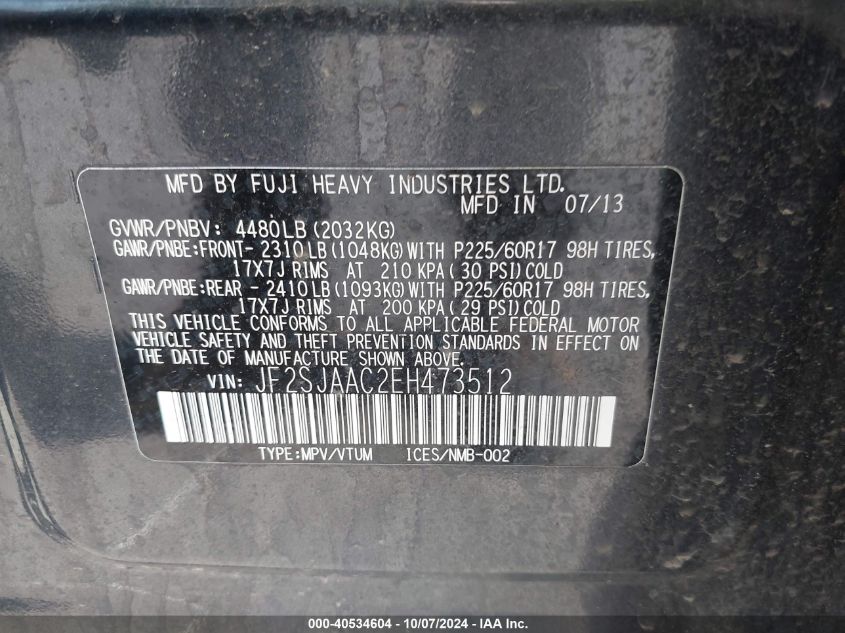 MFD BY FUJI HEAVY INDUSTRIES LTD.
MFD IN 07/13
GVWR/PNBV: 4480LB (2032KG)
GAWR/PNBE:FRONT- 2310LB (1048KG) WITH P225/60R17 98H TIRES,
17X7J RIMS AT 210 KPA ( 30 PSI) COLD
GAWR/PNBE:REAR - 2410LB (1093KG) WITH P225/60R17 98H TIRES,
17X7J RIMS AT 200 KPA ( 29 PSI) COLD
THIS VEHICLE CONFORMS TO ALL APPLICABLE FEDERAL MOTOR
VEHICLE SAFETY AND THEFT PREVENTION STANDARDS IN EFFECT ON
THE DATE OF MANUFACTURE SHOWN ABOVE.
VIN: JF2SJAAC2EH473512
TYPE:MPV/VTUM ICES/NMB-002
000-40534604 - 10/07/2024 - IAA Inc.